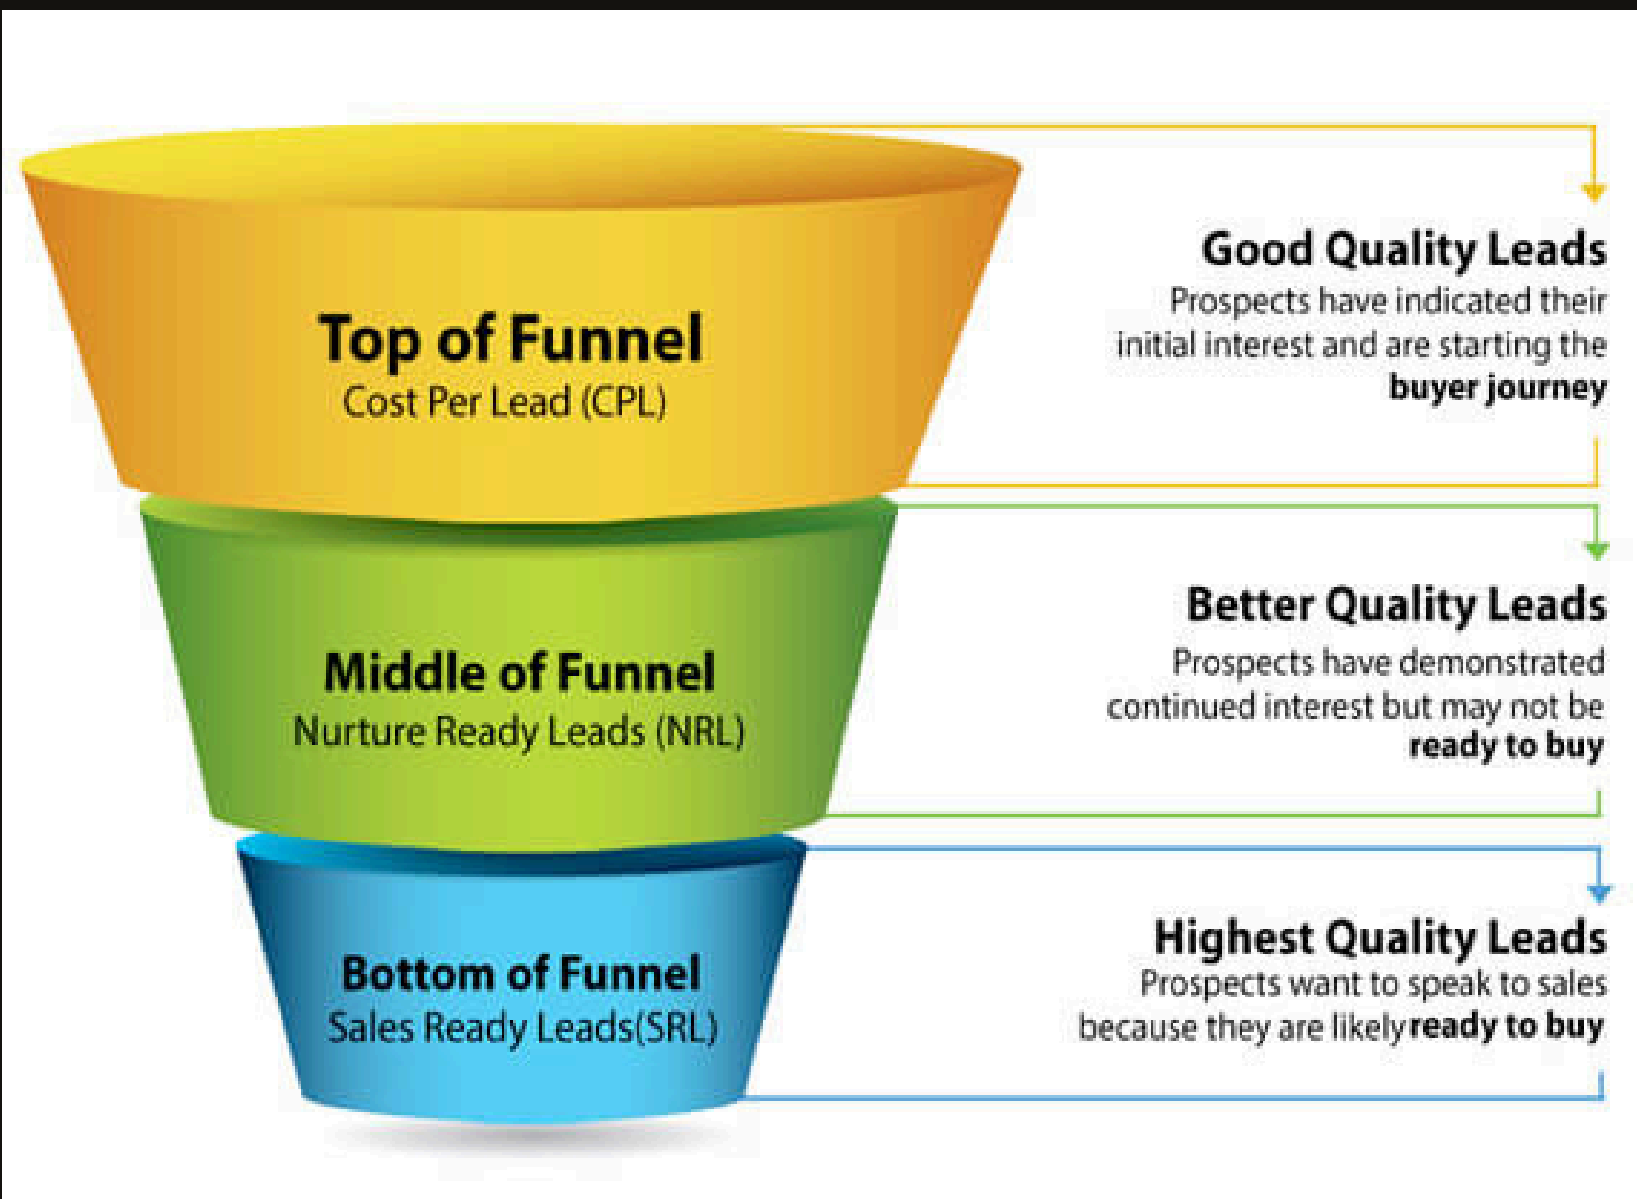 Top of Funnel
Cost Per Lead (CPL)
Good Quality Leads
Prospects have indicated their
initial interest and are starting the
buyer journey
Middle of Funnel
Nurture Ready Leads (NRL)
Better Quality Leads
Prospects have demonstrated
continued interest but may not be
ready to buy
Bottom of Funnel
Sales Ready Leads(SRL)
Highest Quality Leads
Prospects want to speak to sales
because they are likely ready to buy